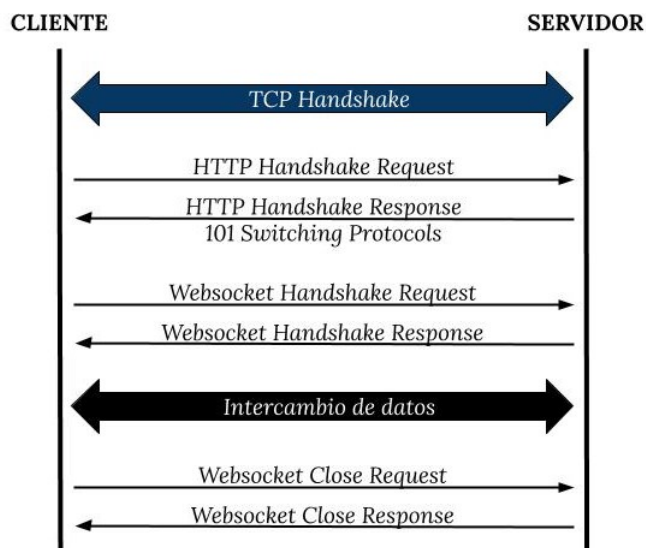 CLIENTE
SERVIDOR
TCP Handshake
HTTP Handshake Request
HTTP Handshake Response
101 Switching Protocols
Websocket Handshake Request
Websocket Handshake Response
Intercambio de datos
Websocket Close Request
Websocket Close Response